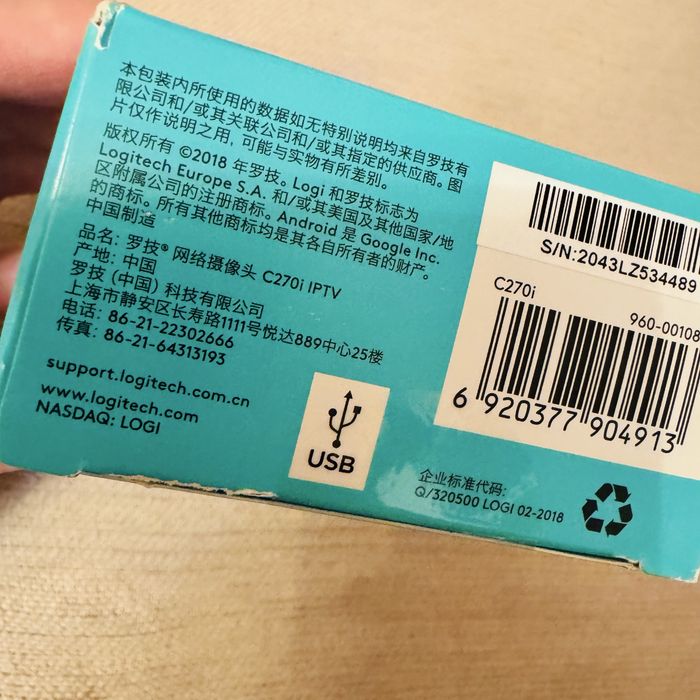 本包装内所使用的数据如无特别说明均来自罗技有
限公司和/或其关联公司和/或其指定的供应商。图
片仅作说明之用，可能与实物有所差别。
版权所有 ©2018 年罗技。Logi 和罗技标志为
Logitech Europe S.A. 和/或其美国及其他国家/地
区附属公司的注册商标。Android 是 Google Inc.
的商标。所有其他商标均是其各自所有者的财产。
中国制造
品名: 罗技® 网络摄像头 C270i IPTV
产地: 中国
罗技 (中国) 科技有限公司
上海市静安区长寿路1111号悦达889中心25楼
电话: 86-21-22302666
传真: 86-21-64313193
support.logitech.com.cn
www.logitech.com
NASDAQ: LOGI
USB
S/N:2043LZ534489
C270i
960-00108
6 920377 904913
企业标准代码:
Q/320500 LOGI 02-2018